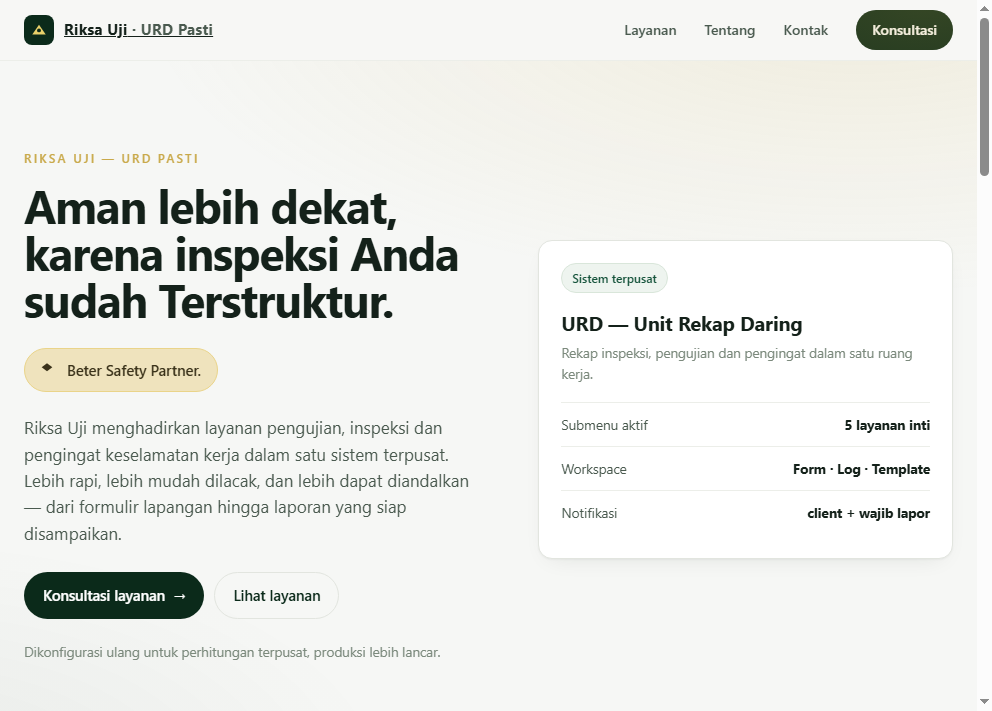 Riksa Uji · URD Pasti
Layanan
Tentang
Kontak
Konsultasi
RIKSA UJI — URD PASTI
Aman lebih dekat,
karena inspeksi Anda
sudah Terstruktur.
Beter Safety Partner.
Riksa Uji menghadirkan layanan pengujian, inspeksi dan
pengingat keselamatan kerja dalam satu sistem terpusat.
Lebih rapi, lebih mudah dilacak, dan lebih dapat diandalkan
— dari formulir lapangan hingga laporan yang siap
disampaikan.
Konsultasi layanan →
Lihat layanan
Dikonfigurasi ulang untuk perhitungan terpusat, produksi lebih lancar.
Sistem terpusat
URD — Unit Rekap Daring
Rekap inspeksi, pengujian dan pengingat dalam satu ruang
kerja.
Submenu aktif 5 layanan inti
Workspace Form · Log · Template
Notifikasi client + wajib lapor